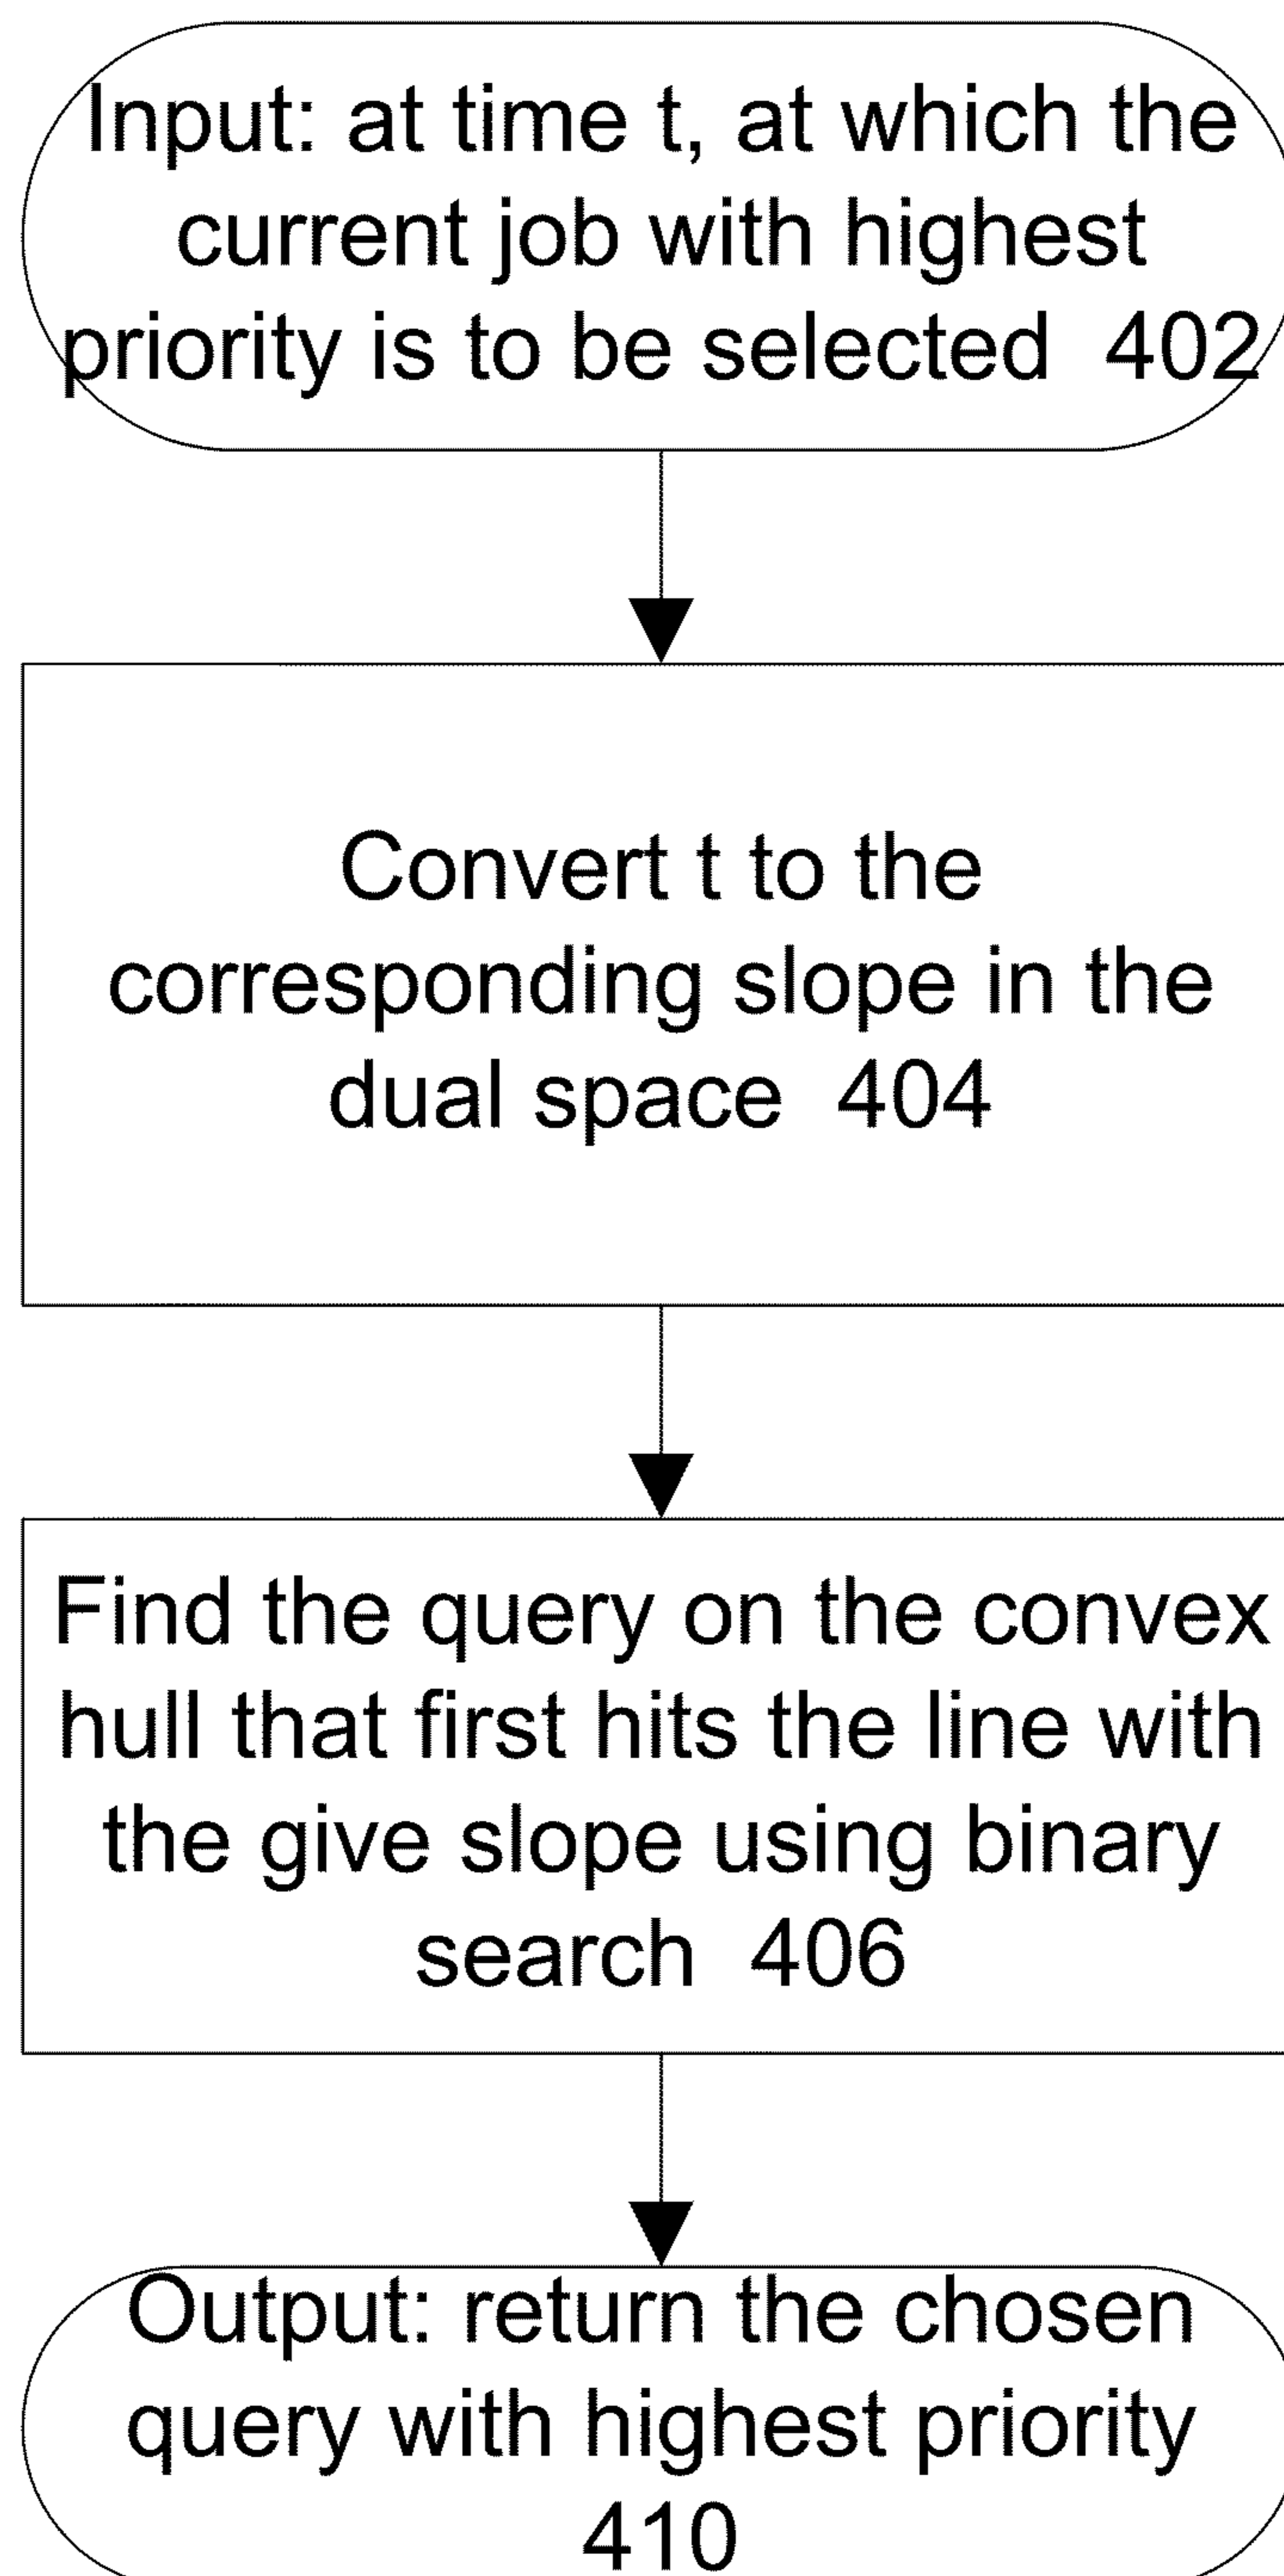 Input: at time t, at which the
current job with highest
priority is to be selected  402
Convert t to the
corresponding slope in the
dual space  404
Find the query on the convex
hull that first hits the line with
the give slope using binary
search  406
Output: return the chosen
query with highest priority
410